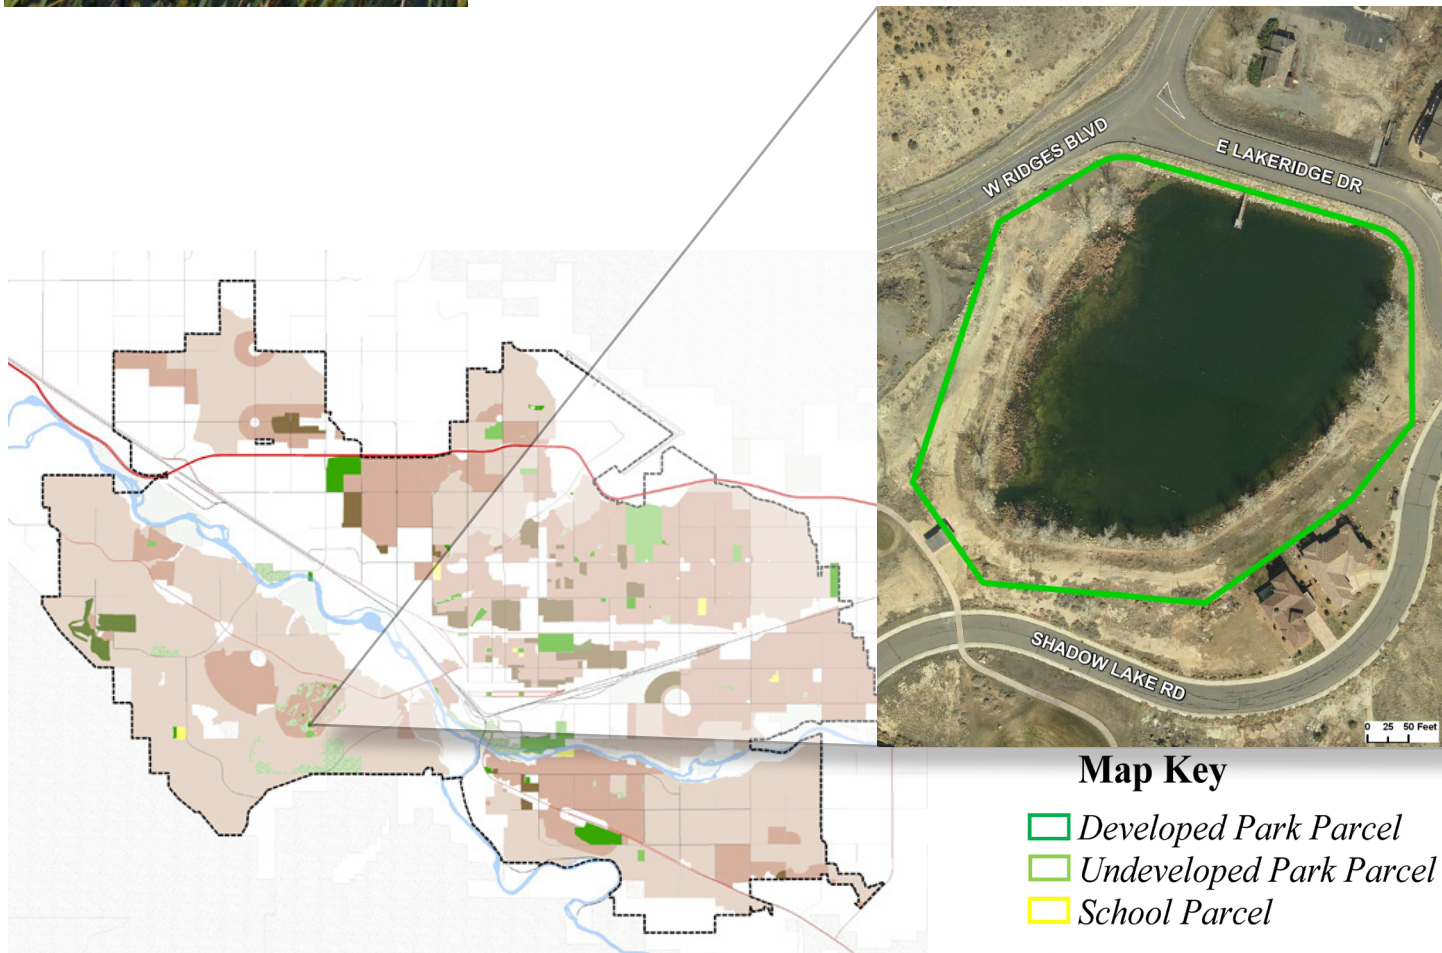 W RIDGES BLVD
E LAKERIDGE DR
SHADOW LAKE RD
0 25 50 Feet
Map Key
Developed Park Parcel
Undeveloped Park Parcel
School Parcel